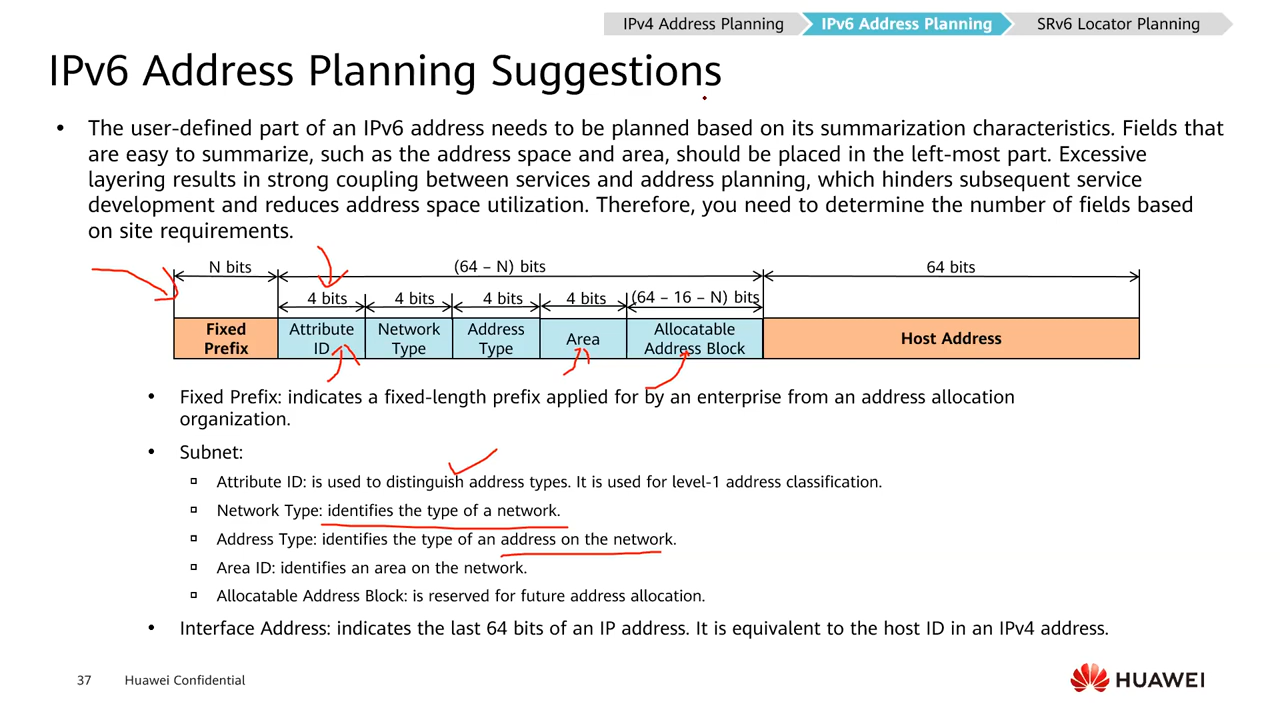 IPv4 Address Planning
IPv6 Address Planning
SRv6 Locator Planning
IPv6 Address Planning Suggestions
• The user-defined part of an IPv6 address needs to be planned based on its summarization characteristics. Fields that
are easy to summarize, such as the address space and area, should be placed in the left-most part. Excessive
layering results in strong coupling between services and address planning, which hinders subsequent service
development and reduces address space utilization. Therefore, you need to determine the number of fields based
on site requirements.
N bits
(64 – N) bits
64 bits
4 bits
4 bits
4 bits
4 bits
(64 – 16 – N) bits
Fixed
Prefix
Attribute
ID
Network
Type
Address
Type
Area
Allocatable
Address Block
Host Address
• Fixed Prefix: indicates a fixed-length prefix applied for by an enterprise from an address allocation
organization.
• Subnet:
▫ Attribute ID: is used to distinguish address types. It is used for level-1 address classification.
▫ Network Type: identifies the type of a network.
▫ Address Type: identifies the type of an address on the network.
▫ Area ID: identifies an area on the network.
▫ Allocatable Address Block: is reserved for future address allocation.
• Interface Address: indicates the last 64 bits of an IP address. It is equivalent to the host ID in an IPv4 address.
37
Huawei Confidential
HUAWEI